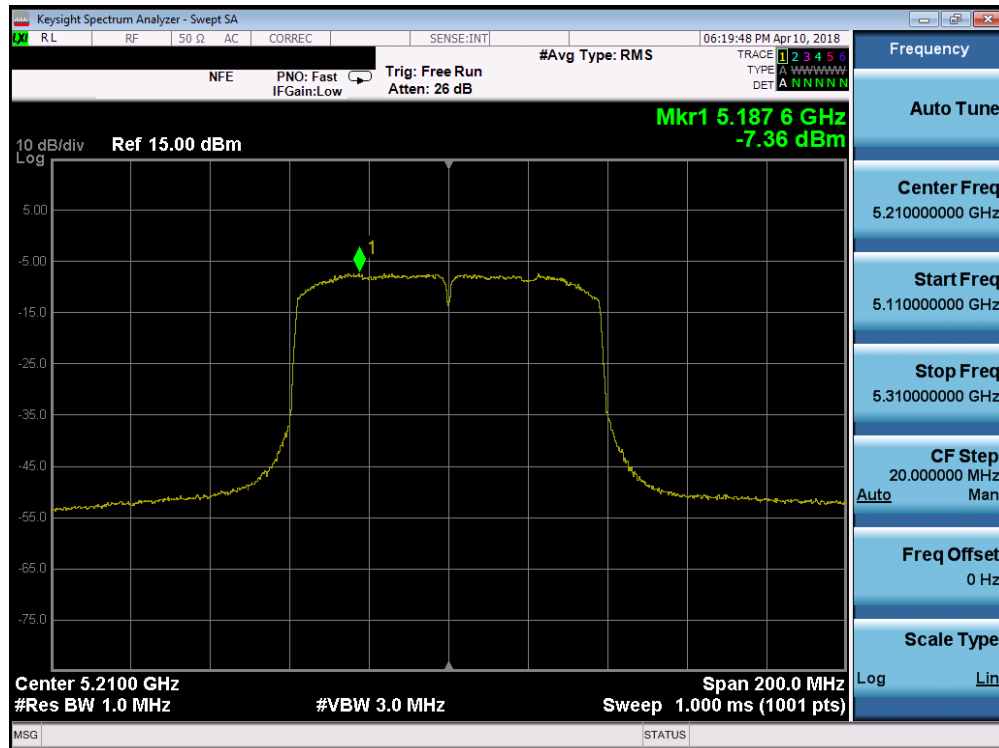 Keysight Spectrum Analyzer - Swept SA
LXI RL RF 50 Ω AC CORREC SENSE:INT 06:19:48 PM Apr 10, 2018
#Avg Type: RMS TRACE 1 2 3 4 5 6
NFE PNO: Fast Trig: Free Run TYPE A WWWWW
IFGain:Low Atten: 26 dB DET A N N N N N
Mkr1 5.187 6 GHz
-7.36 dBm
10 dB/div Ref 15.00 dBm
Log
5.00
1
-5.00
-15.0
-25.0
-35.0
-45.0
-55.0
-65.0
-75.0
Center 5.2100 GHz Span 200.0 MHz
#Res BW 1.0 MHz #VBW 3.0 MHz Sweep 1.000 ms (1001 pts)
MSG STATUS
Frequency
Auto Tune
Center Freq
5.210000000 GHz
Start Freq
5.110000000 GHz
Stop Freq
5.310000000 GHz
CF Step
20.000000 MHz
Auto Man
Freq Offset
0 Hz
Scale Type
Log Lin